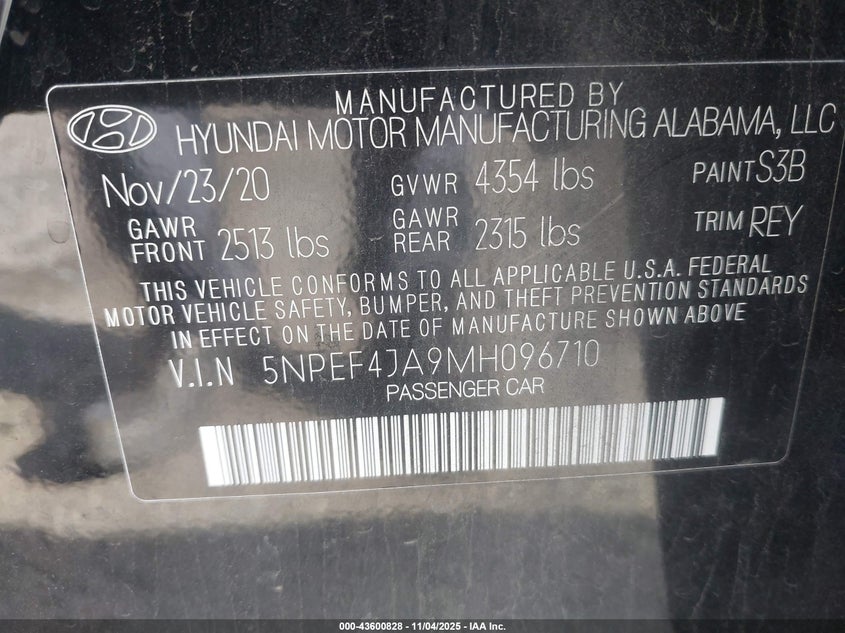 MANUFACTURED BY
HYUNDAI MOTOR MANUFACTURING ALABAMA, LLC
Nov/23/20 GVWR 4354 lbs PAINT S3B
GAWR FRONT 2513 lbs GAWR REAR 2315 lbs TRIM REY
THIS VEHICLE CONFORMS TO ALL APPLICABLE U.S.A. FEDERAL
MOTOR VEHICLE SAFETY, BUMPER, AND THEFT PREVENTION STANDARDS
IN EFFECT ON THE DATE OF MANUFACTURE SHOWN ABOVE
V.I.N 5NPEF4JA9MH096710
PASSENGER CAR
000-43600828 - 11/04/2025 - IAA Inc.